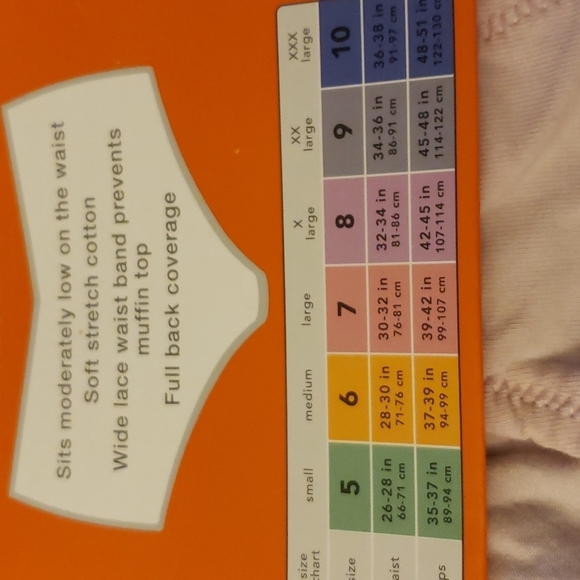 Sits moderately low on the waist
Soft stretch cotton
Wide lace waist band prevents
muffin top
Full back coverage
size small medium large X large XX large XXX large
5 6 7 8 9 10
26-28 in 28-30 in 30-32 in 32-34 in 34-36 in 36-38 in
66-71 cm 71-76 cm 76-81 cm 81-86 cm 86-91 cm 91-97 cm
35-37 in 37-39 in 39-42 in 42-45 in 45-48 in 48-51 in
89-94 cm 94-99 cm 99-107 cm 107-114 cm 114-122 cm 122-130 cm